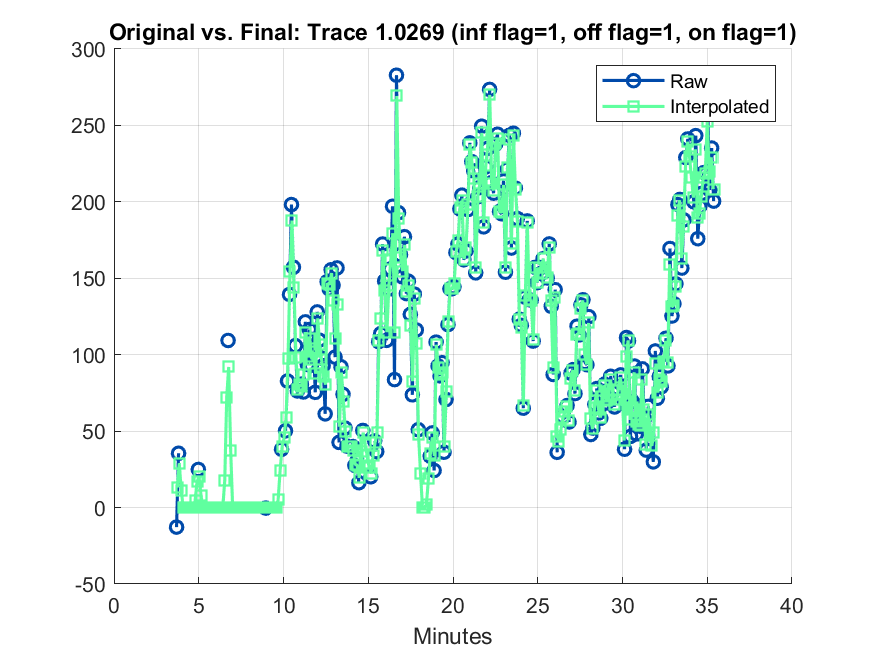 Original vs. Final: Trace 1.0269 (inf flag=1, off flag=1, on flag=1)
300
250
200
150
100
50
0
-50
0 5 10 15 20 25 30 35 40
Minutes
Raw
Interpolated